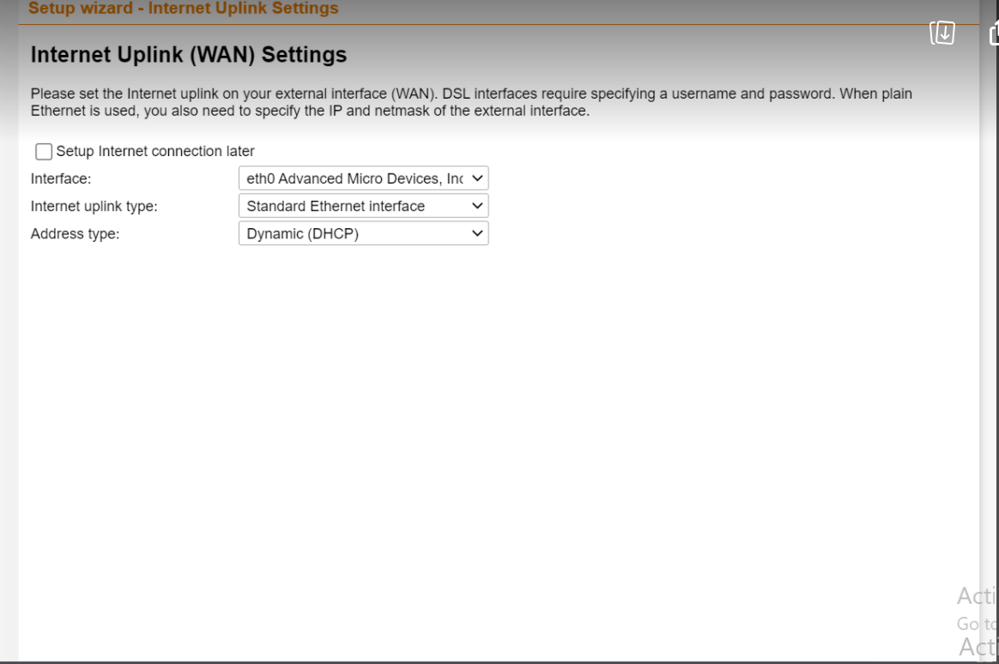 Setup wizard - Internet Uplink Settings
Internet Uplink (WAN) Settings
Please set the Internet uplink on your external interface (WAN). DSL interfaces require specifying a username and password. When plain
Ethernet is used, you also need to specify the IP and netmask of the external interface.
Setup Internet connection later
Interface: eth0 Advanced Micro Devices, Inc
Internet uplink type: Standard Ethernet interface
Address type: Dynamic (DHCP)
Acti
Go to
Acti